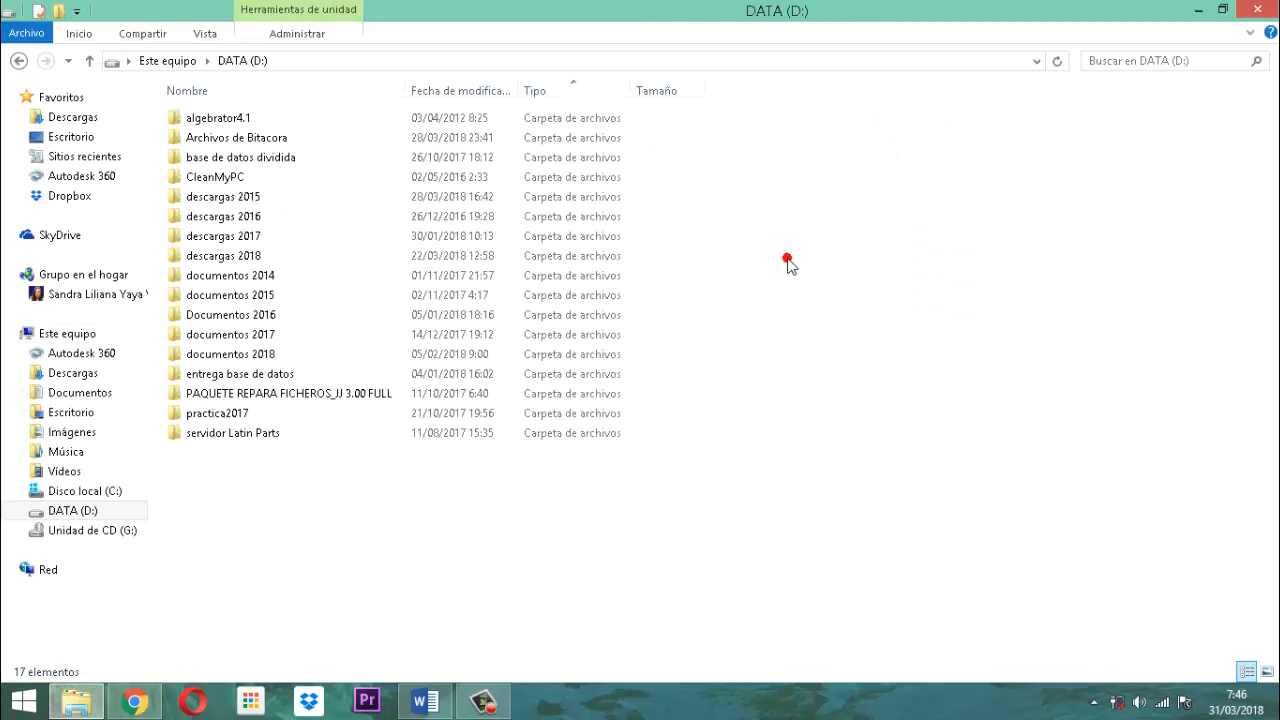 Herramientas de unidad
DATA (D:)
Archivo Inicio Compartir Vista Administrar
Este equipo DATA (D:) Buscar en DATA (D:)
Nombre Fecha de modifica... Tipo Tamaño
Favoritos
Descargas
Escritorio
Sitios recientes
Autodesk 360
Dropbox
SkyDrive
Grupo en el hogar
Sandra Liliana Yaya
Este equipo
Autodesk 360
Descargas
Documentos
Escritorio
Imágenes
Música
Vídeos
Disco local (C:)
DATA (D:)
Unidad de CD (G:)
Red
algebrator4.1 03/04/2012 8:25 Carpeta de archivos
Archivos de Bitacora 28/03/2018 23:41 Carpeta de archivos
base de datos dividida 26/10/2017 18:12 Carpeta de archivos
CleanMyPC 02/05/2016 2:33 Carpeta de archivos
descargas 2015 28/03/2018 16:42 Carpeta de archivos
descargas 2016 26/12/2016 19:28 Carpeta de archivos
descargas 2017 30/01/2018 10:13 Carpeta de archivos
descargas 2018 22/03/2018 12:58 Carpeta de archivos
documentos 2014 01/11/2017 21:57 Carpeta de archivos
documentos 2015 02/11/2017 4:17 Carpeta de archivos
Documentos 2016 05/01/2018 18:16 Carpeta de archivos
documentos 2017 14/12/2017 19:12 Carpeta de archivos
documentos 2018 05/02/2018 9:00 Carpeta de archivos
entrega base de datos 04/01/2018 16:02 Carpeta de archivos
PAQUETE REPARA FICHEROS_JJ 3.00 FULL 11/10/2017 6:40 Carpeta de archivos
practica2017 21/10/2017 19:56 Carpeta de archivos
servidor Latin Parts 11/08/2017 15:35 Carpeta de archivos
17 elementos
Pr
7:46
31/03/2018